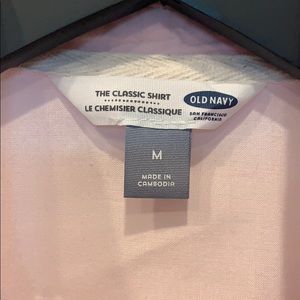 THE CLASSIC SHIRT
LE CHEMISIER CLASSIQUE
OLD NAVY
SAN FRANCISCO
CALIFORNIA
M
MADE IN
CAMBODIA